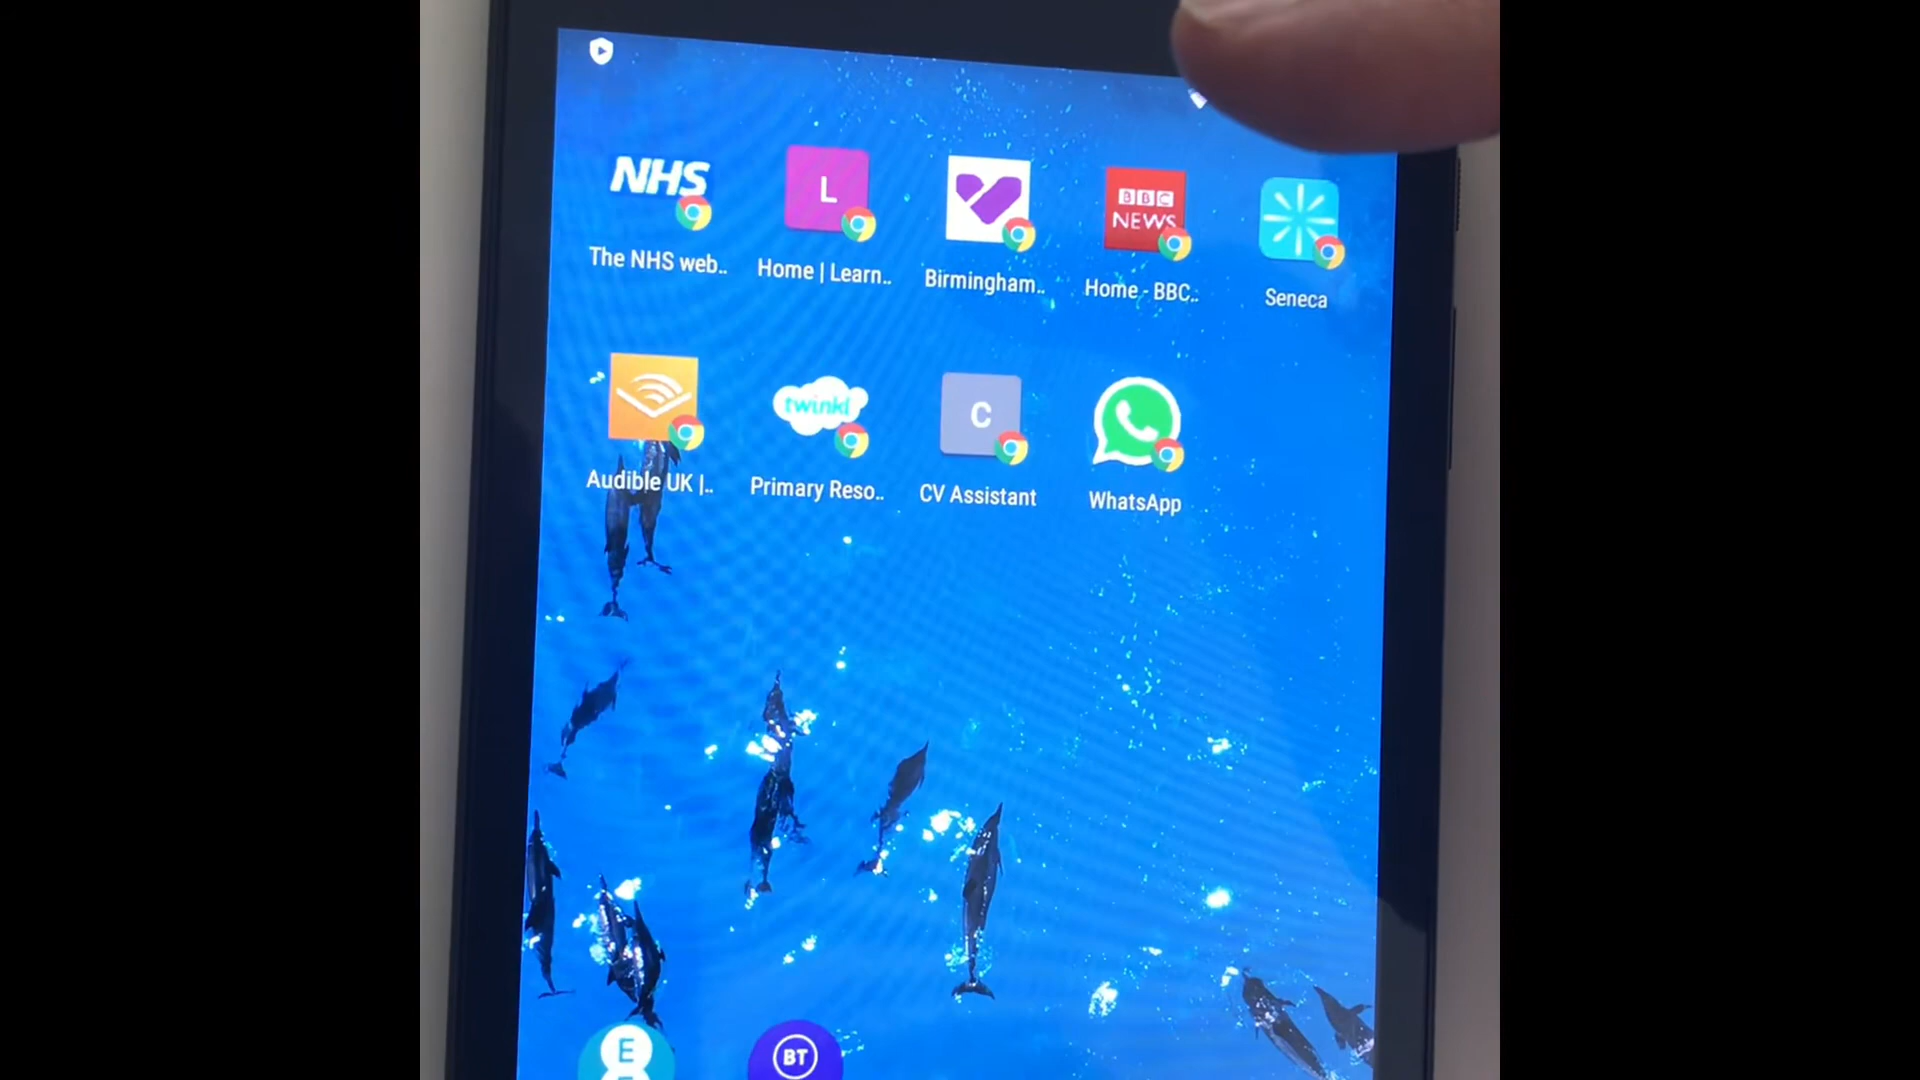 NHS
L
BBC
NEWS
The NHS web..
Home | Learn..
Birmingham..
Home - BBC..
Seneca
twinkl
C
Audible UK |..
Primary Reso..
CV Assistant
WhatsApp
E
BT